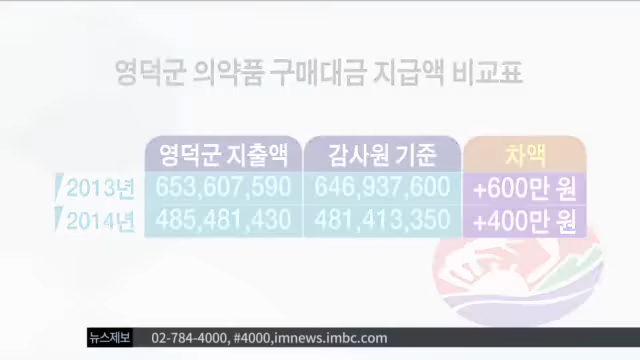 영덕군 의약품 구매대금 지급액 비교표
영덕군 지출액 감사원 기준 차액
2013년 653,607,590 646,937,600 +600만 원
2014년 485,481,430 481,413,350 +400만 원
뉴스제보 02-784-4000, #4000,imnews.imbc.com